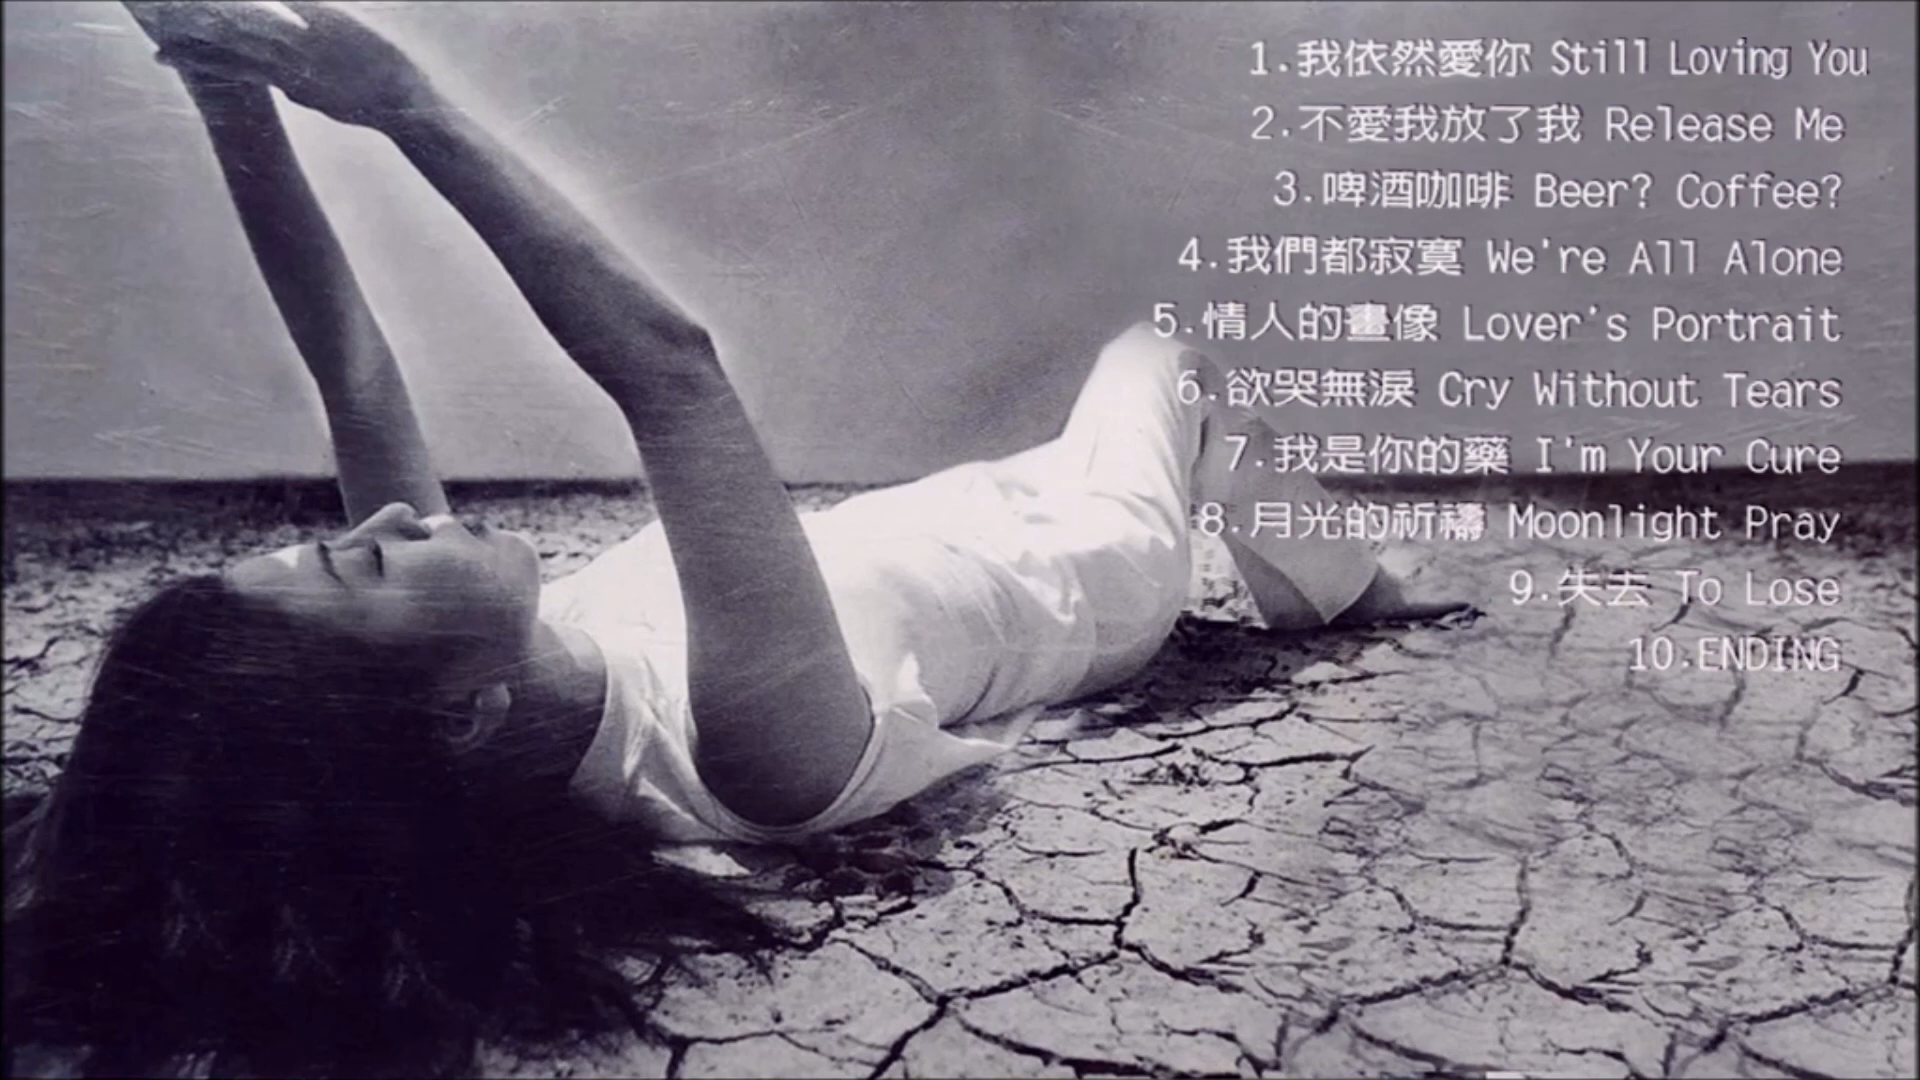 1.我依然愛你 Still Loving You
2.不愛我放了我 Release Me
3.啤酒咖啡 Beer? Coffee?
4.我們都寂寞 We're All Alone
5.情人的畫像 Lover's Portrait
6.欲哭無淚 Cry Without Tears
7.我是你的藥 I'm Your Cure
8.月光的祈禱 Moonlight Pray
9.失去 To Lose
10.ENDING